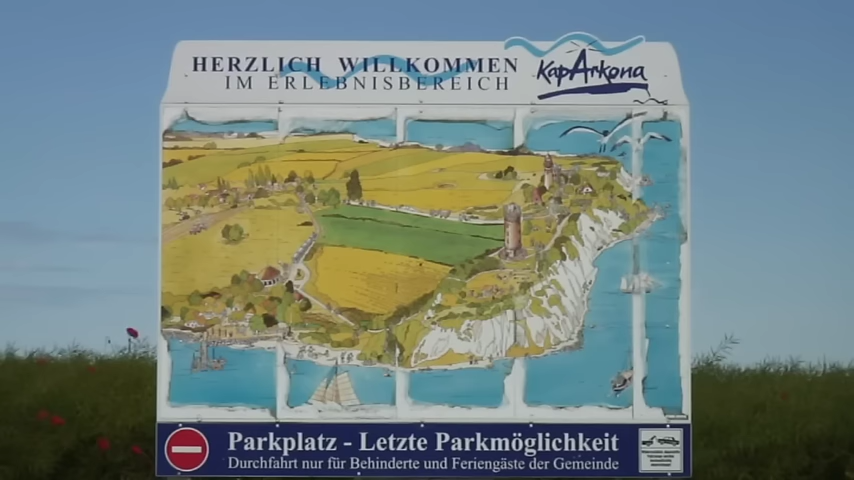 HERZLICH WILLKOMMEN
IM ERLEBNISBEREICH
KapArkona
Parkplatz - Letzte Parkmöglichkeit
Durchfahrt nur für Behinderte und Feriengäste der Gemeinde